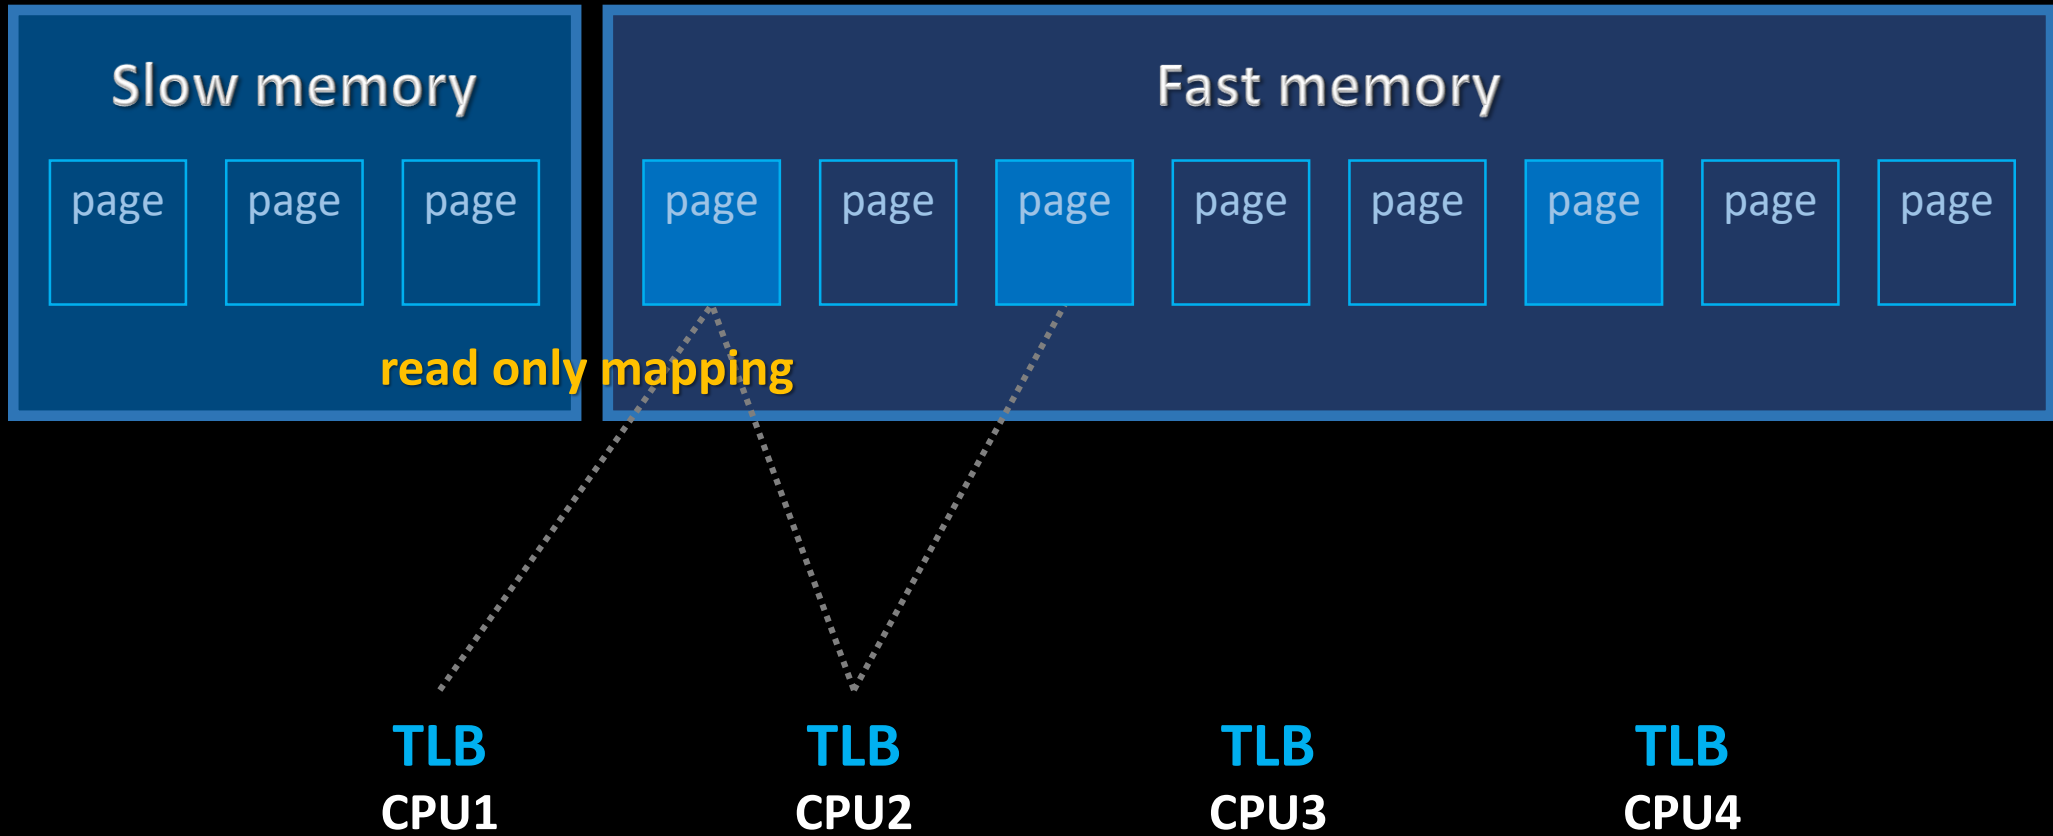 Slow memory
Fast memory
page page page page page page page page page page page
read only mapping
TLB TLB TLB TLB
CPU1 CPU2 CPU3 CPU4